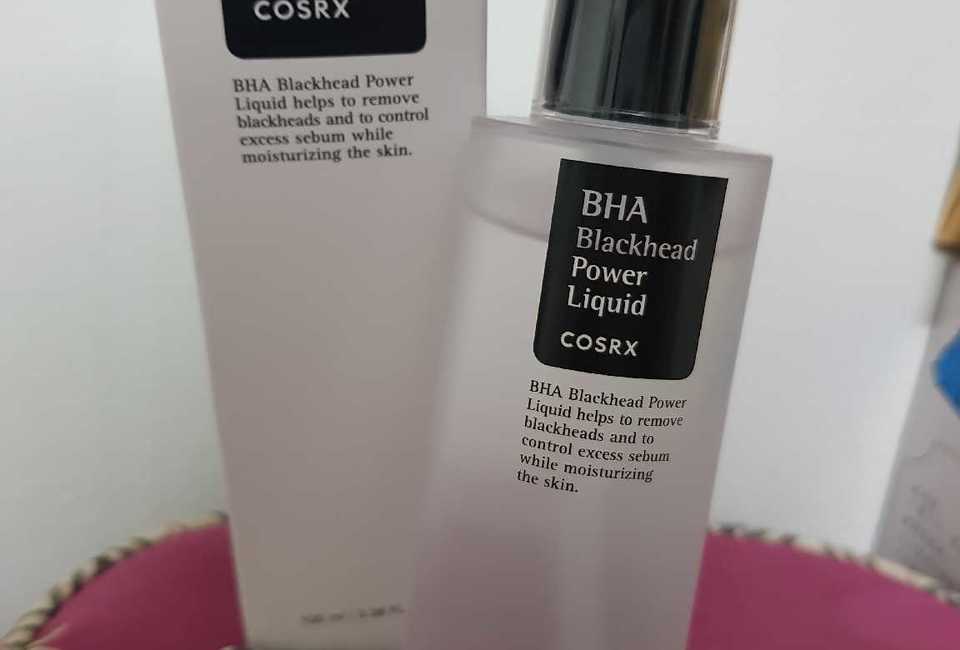 COSRX
BHA Blackhead Power
Liquid helps to remove
blackheads and to control
excess sebum while
moisturizing the skin.
BHA
Blackhead
Power
Liquid
COSRX
BHA Blackhead Power
Liquid helps to remove
blackheads and to
control excess sebum
while moisturizing
the skin.